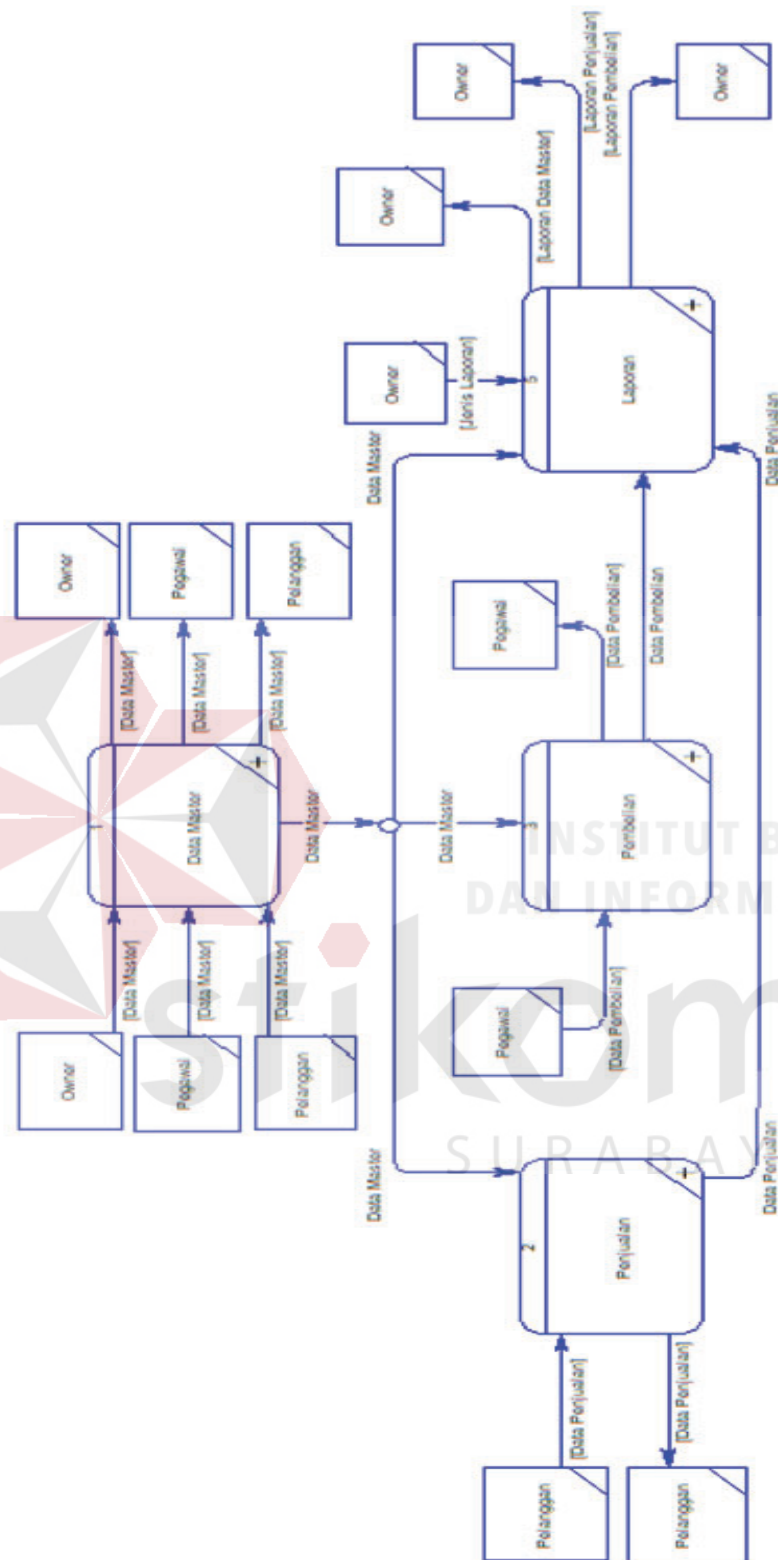 Owner
Pegawai
Pelanggan
[Data Master]
[Data Master]
[Data Master]
1
Data Master
[Data Master]
[Data Master]
[Data Master]
Owner
Pegawai
Pelanggan
Data Master
Data Master
Data Master
Data Master
Pelanggan
Pelanggan
[Data Penjualan]
[Data Penjualan]
2
Penjualan
Data Penjualan
Data Penjualan
Pegawai
[Data Pembelian]
3
Pembelian
Pegawai
[Data Pembelian]
Data Pembelian
Owner
[Jenis Laporan]
5
Laporan
Owner
[Laporan Data Master]
Owner
[Laporan Penjualan]
[Laporan Pembelian]
Owner
INSTITUT B
DAN INFORM
stikom
SURABAY